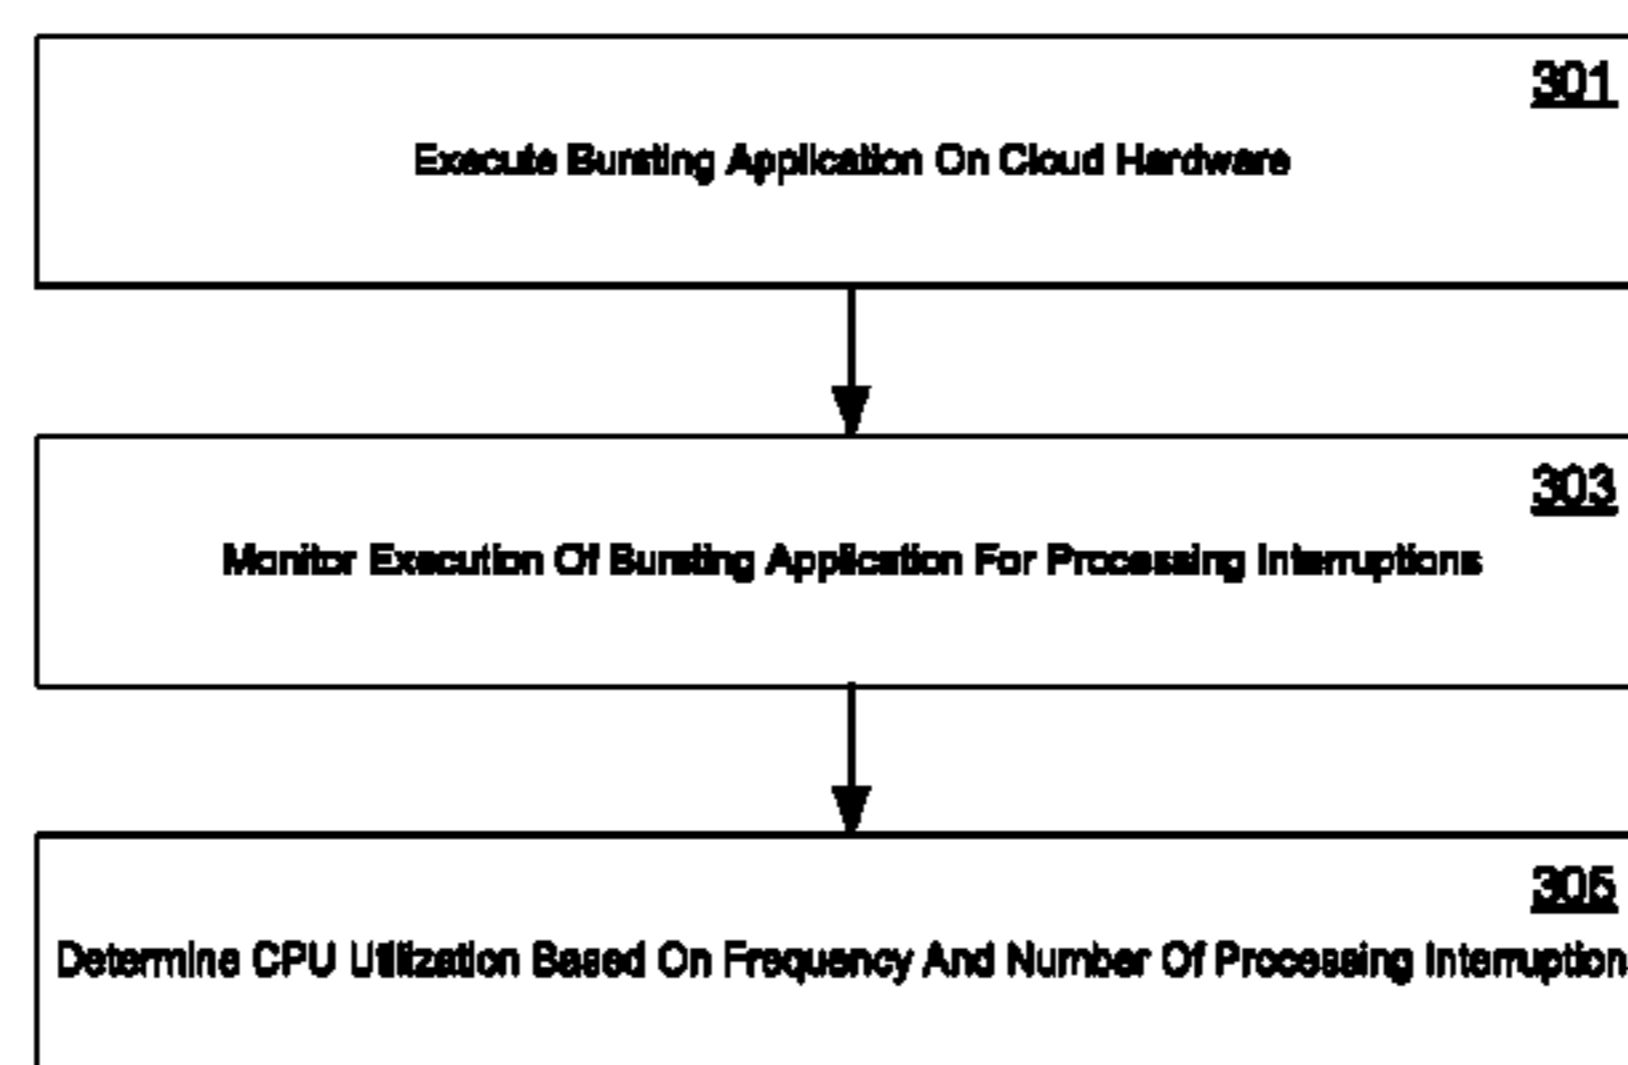 301
Execute Bursting Application On Cloud Hardware
303
Monitor Execution Of Bursting Application For Processing Interruptions
305
Determine CPU Utilization Based On Frequency And Number Of Processing Interruption